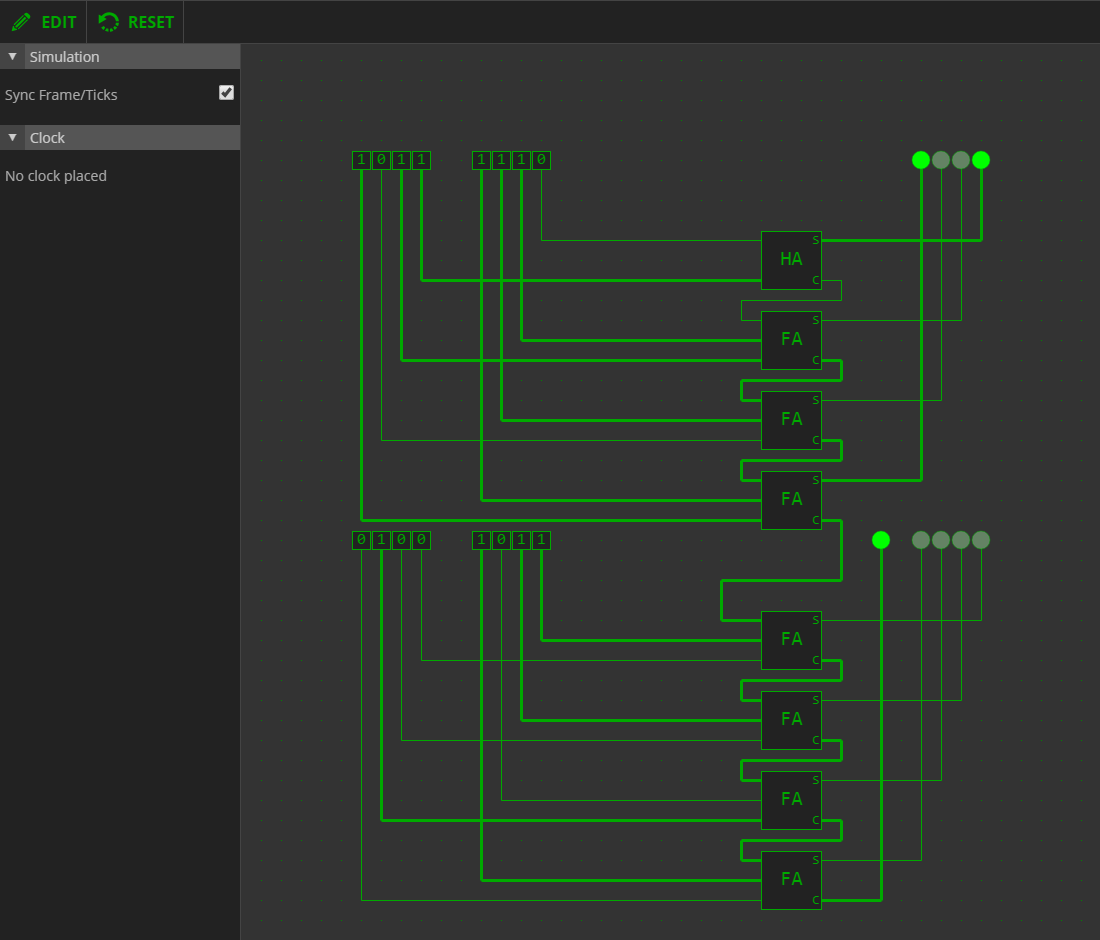 EDIT RESET
Simulation
Sync Frame/Ticks
Clock
No clock placed
1 0 1 1 1 1 1 0
S
HA
C
S
FA
C
S
FA
C
S
FA
C
0 1 0 0 1 0 1 1
S
FA
C
S
FA
C
S
FA
C
S
FA
C